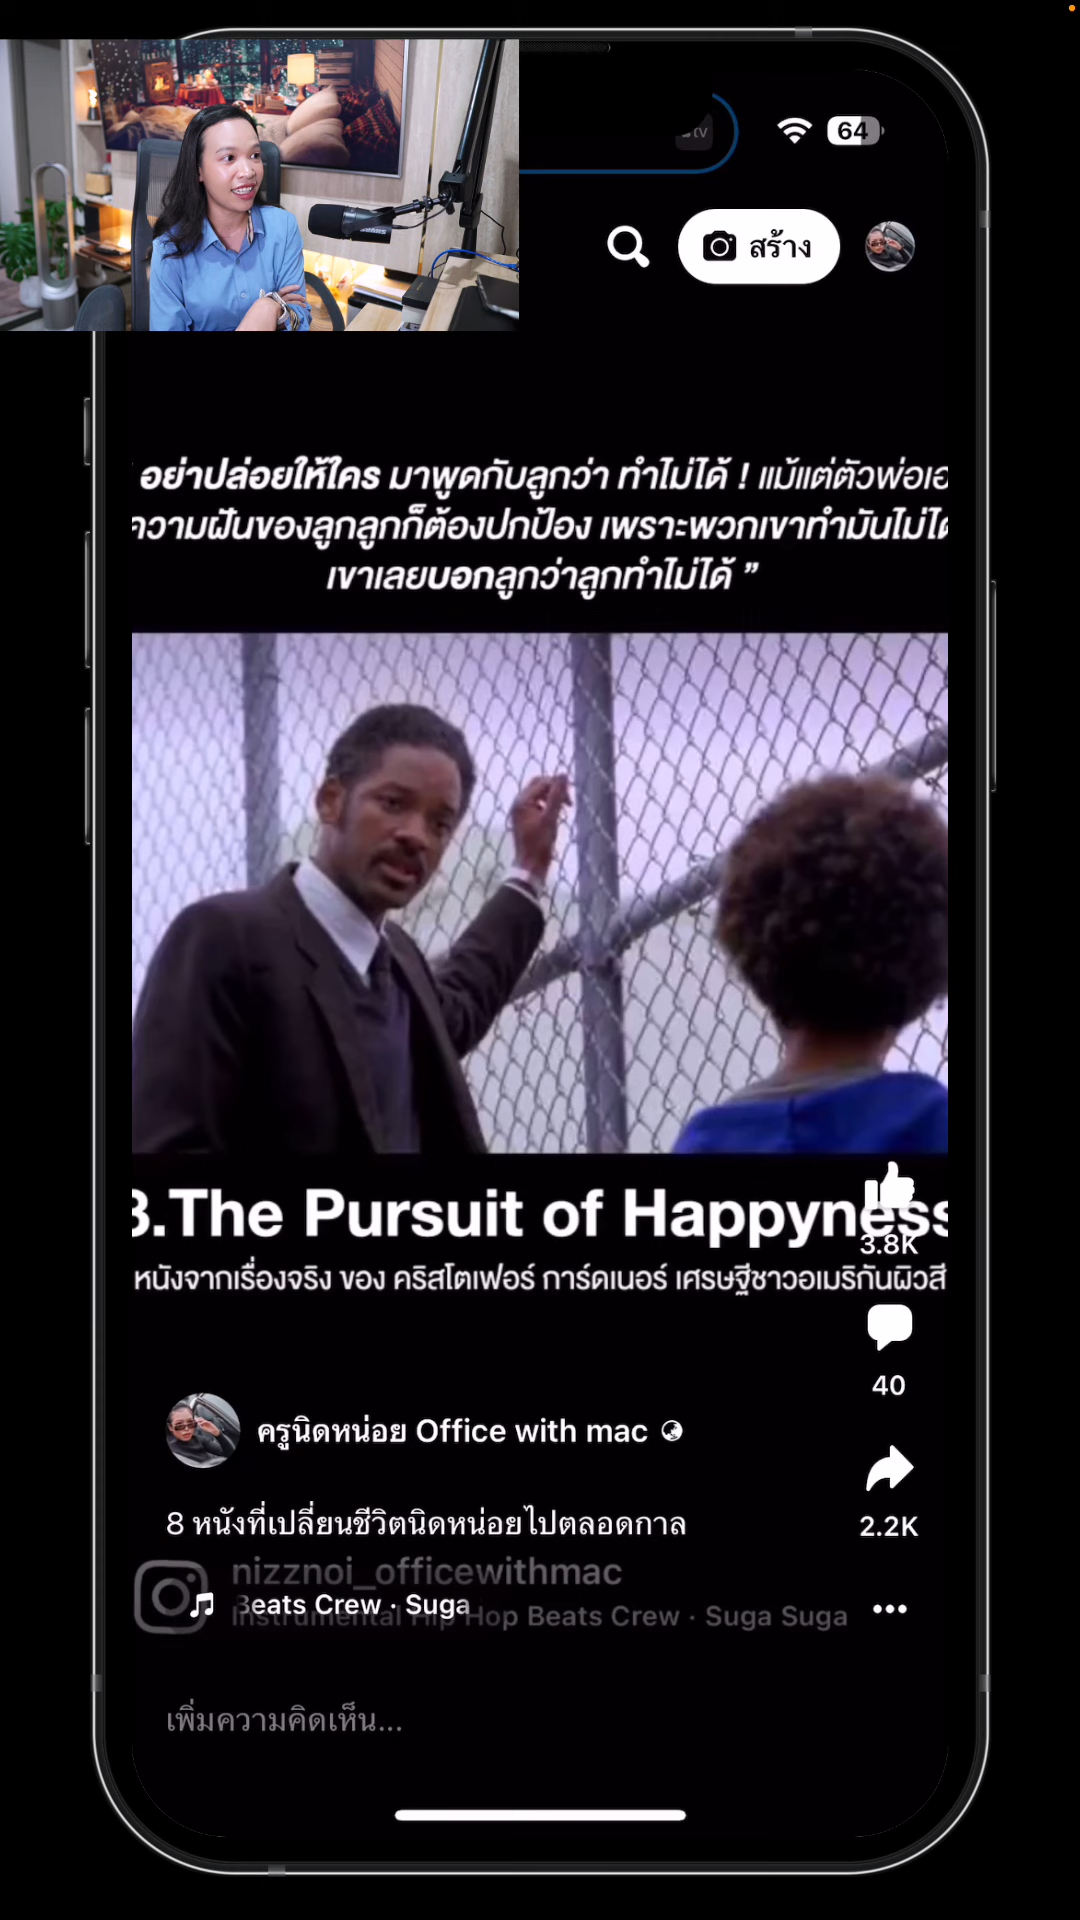 tv
64
สร้าง
อย่าปล่อยให้ใคร มาพูดกับลูกว่า ทำไม่ได้ ! แม้แต่ตัวพ่อเอ
ความฝันของลูกลูกก็ต้องปกป้อง เพราะพวกเขาทำมันไม่ได้
เขาเลยบอกลูกว่าลูกทำไม่ได้ ”
3.The Pursuit of Happyness
3.8K
หนังจากเรื่องจริง ของ คริสโตเฟอร์ การ์ดเนอร์ เศรษฐีชาวอเมริกันผิวสี
40
ครูนิดหน่อย Office with mac
8 หนังที่เปลี่ยนชีวิตนิดหน่อยไปตลอดกาล
2.2K
nizznoi_officewithmac
Beats Crew · Suga
Instrumental Hip Hop Beats Crew · Suga Suga
เพิ่มความคิดเห็น...